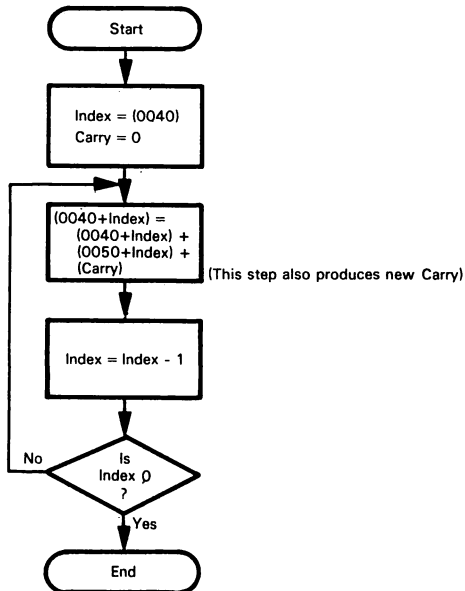 Start
Index = (0040)
Carry = 0
(0040+Index) =
(0040+Index) +
(0050+Index) +
(Carry)
(This step also produces new Carry)
Index = Index - 1
No
Is
Index 0
?
Yes
End